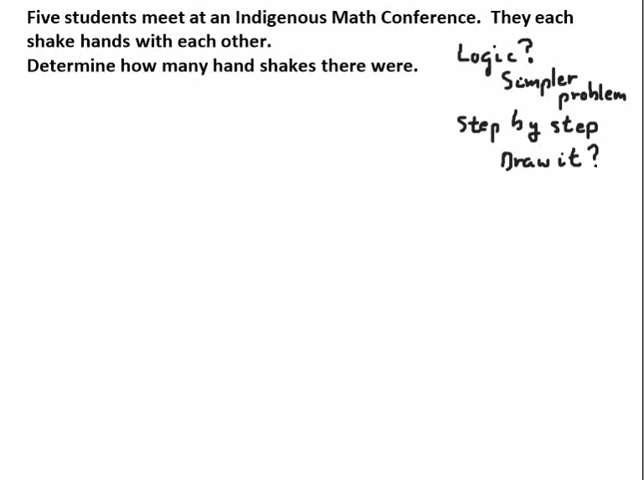 Five students meet at an Indigenous Math Conference.  They each
shake hands with each other.
Determine how many hand shakes there were.
Logic?
Simpler
problem
Step by step
Draw it?